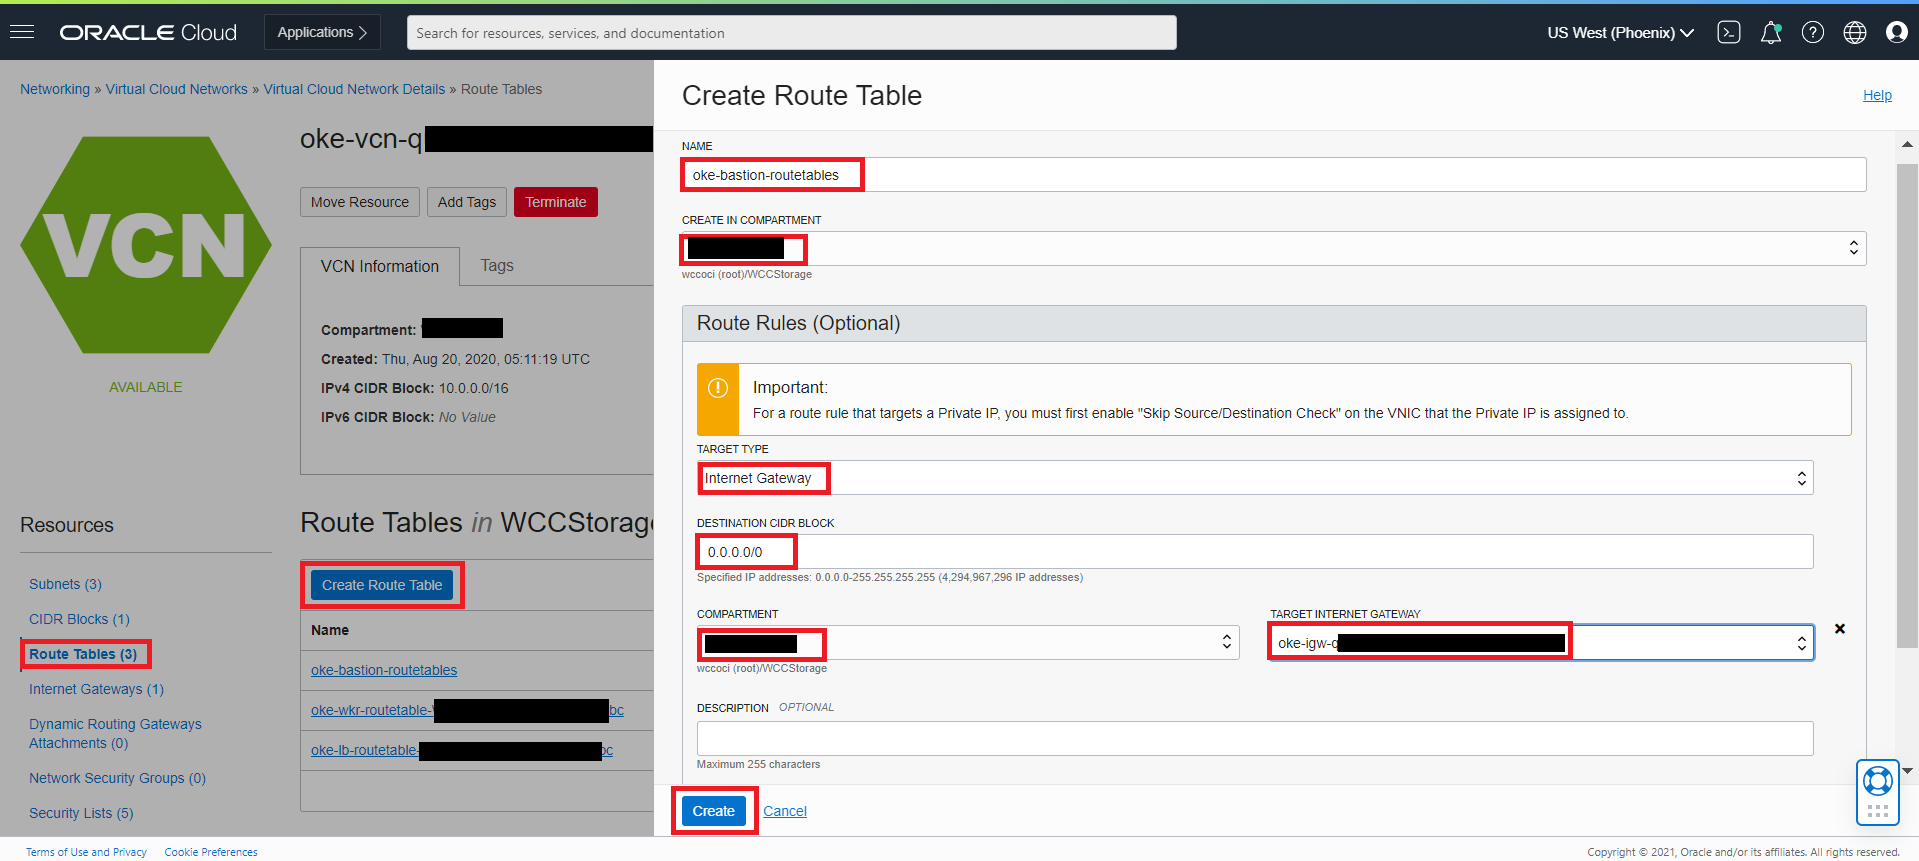 ORACLE Cloud
Applications
Search for resources, services, and documentation
US West (Phoenix)
Networking » Virtual Cloud Networks » Virtual Cloud Network Details » Route Tables
VCN
AVAILABLE
oke-vcn-q
Move Resource
Add Tags
Terminate
VCN Information
Tags
Compartment:
Created: Thu, Aug 20, 2020, 05:11:19 UTC
IPv4 CIDR Block: 10.0.0.0/16
IPv6 CIDR Block: No Value
Resources
Subnets (3)
CIDR Blocks (1)
Route Tables (3)
Internet Gateways (1)
Dynamic Routing Gateways
Attachments (0)
Network Security Groups (0)
Security Lists (5)
Route Tables in WCCStorage
Create Route Table
Name
oke-bastion-routetables
oke-wkr-routetable- bc
oke-lb-routetable- bc
Create Route Table
Help
NAME
oke-bastion-routetables
CREATE IN COMPARTMENT
wccoci (root)/WCCStorage
Route Rules (Optional)
Important:
For a route rule that targets a Private IP, you must first enable "Skip Source/Destination Check" on the VNIC that the Private IP is assigned to.
TARGET TYPE
Internet Gateway
DESTINATION CIDR BLOCK
0.0.0.0/0
Specified IP addresses: 0.0.0.0-255.255.255.255 (4,294,967,296 IP addresses)
COMPARTMENT
wccoci (root)/WCCStorage
TARGET INTERNET GATEWAY
oke-igw-q
DESCRIPTION OPTIONAL
Maximum 255 characters
Create
Cancel
Terms of Use and Privacy
Cookie Preferences
Copyright © 2021, Oracle and/or its affiliates. All rights reserved.